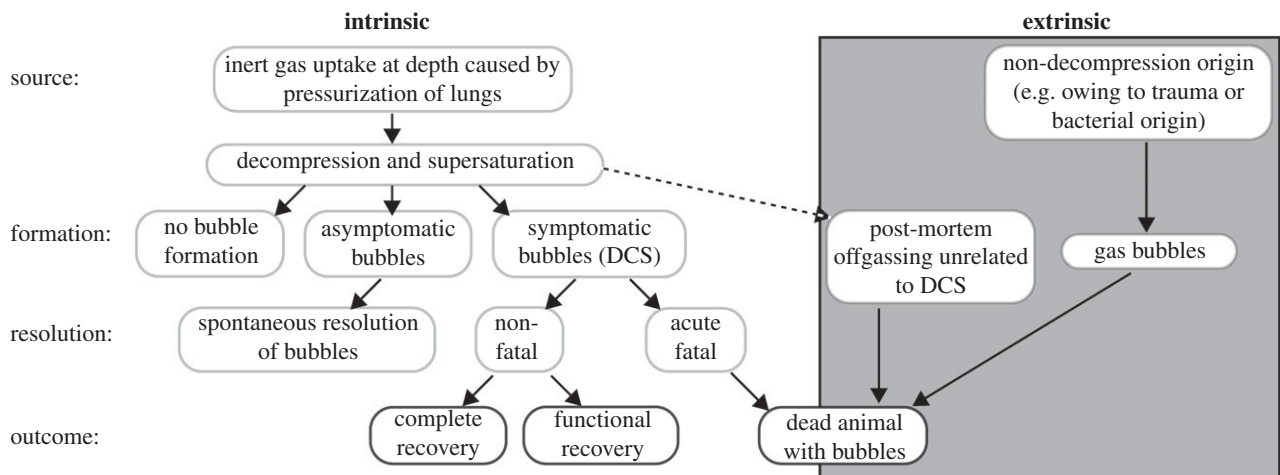 intrinsic
extrinsic
source:
inert gas uptake at depth caused by
pressurization of lungs
non-decompression origin
(e.g. owing to trauma or
bacterial origin)
decompression and supersaturation
formation:
no bubble
formation
asymptomatic
bubbles
symptomatic
bubbles (DCS)
post-mortem
offgassing unrelated
to DCS
gas bubbles
resolution:
spontaneous resolution
of bubbles
non-
fatal
acute
fatal
outcome:
complete
recovery
functional
recovery
dead animal
with bubbles